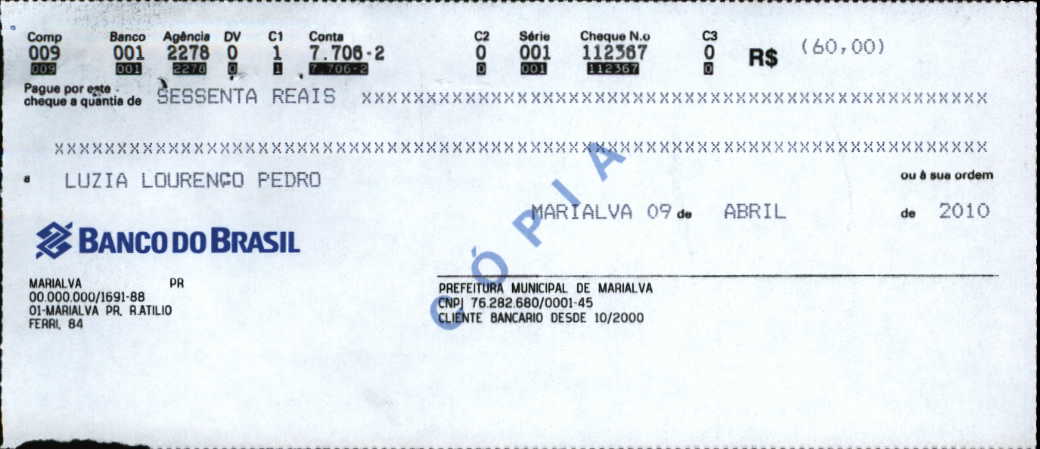 Comp Banco Agência DV C1 Conta C2 Série Cheque N.o C3
009 001 2278 0 1 7.706-2 0 001 112367 0 R$ (60,00)
009 001 2278 0 1 7.706-2 0 001 112367 0
Pague por este
cheque a quantia de SESSENTA REAIS XXXXXXXXXXXXXXXXXXXXXXXXXXXXXXXXXXXXXXXXXXXXXXXXXXXXXXXXXXXX
XXXXXXXXXXXXXXXXXXXXXXXXXXXXXXXXXXXXXXXXXXXXXXXXXXXXXXXXXXXXXXXXXXXXXXXXXXXXXXXXXXXXXXXXX
a LUZIA LOURENÇO PEDRO ou à sua ordem
MARIALVA 09 de ABRIL de 2010
CÓPIA
BANCO DO BRASIL
MARIALVA PR
00.000.000/1691-88
01-MARIALVA PR, R.ATILIO
FERRI, 84
PREFEITURA MUNICIPAL DE MARIALVA
CNPJ 76.282.680/0001-45
CLIENTE BANCARIO DESDE 10/2000